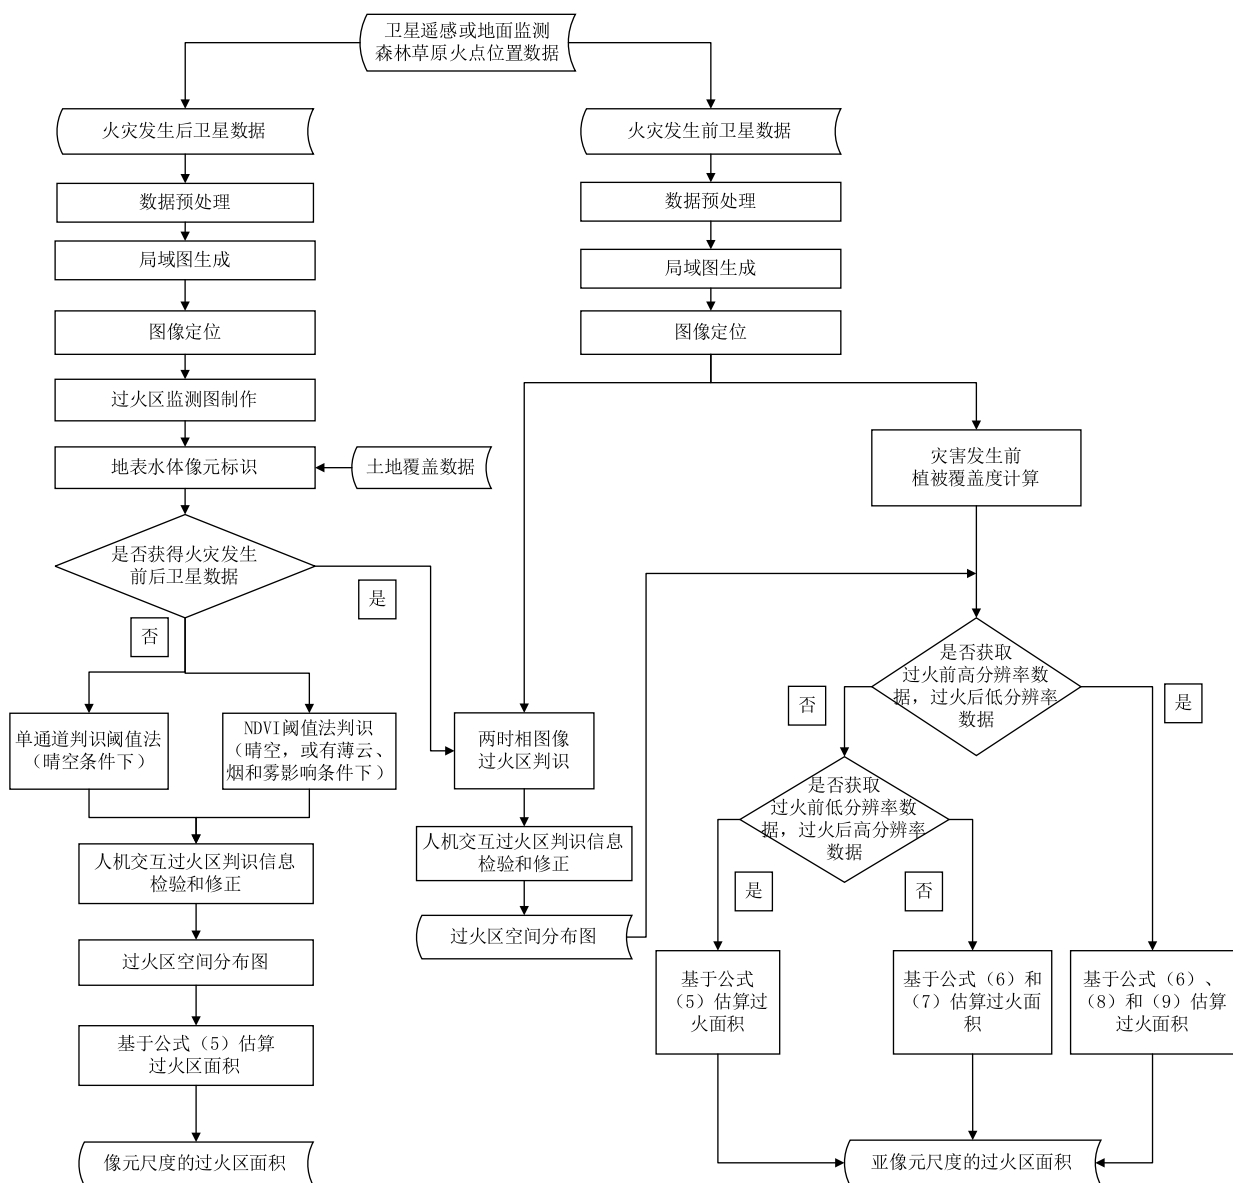 卫星遥感或地面监测
森林草原火点位置数据
火灾发生后卫星数据
火灾发生前卫星数据
数据预处理
数据预处理
局域图生成
局域图生成
图像定位
图像定位
过火区监测图制作
地表水体像元标识
土地覆盖数据
灾害发生前
植被覆盖度计算
是否获得火灾发生
前后卫星数据
是
否
是否获取
过火前高分辨率数
据，过火后低分辨率
数据
否
是
单通道判识阈值法
（晴空条件下）
NDVI阈值法判识
（晴空，或有薄云、
烟和雾影响条件下）
两时相图像
过火区判识
是否获取
过火前低分辨率数
据，过火后高分辨率
数据
人机交互过火区判识信息
检验和修正
人机交互过火区判识信息
检验和修正
是
否
过火区空间分布图
过火区空间分布图
基于公式
（5）估算过
火面积
基于公式（6）和
（7）估算过火面
积
基于公式（6）、
（8）和（9）估算
过火面积
基于公式（5）估算
过火区面积
像元尺度的过火区面积
亚像元尺度的过火区面积